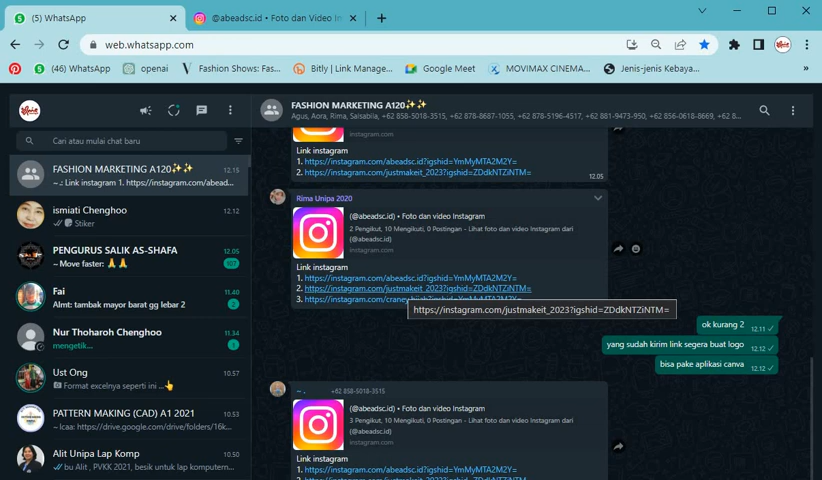 (5) WhatsApp
@abeadsc.id • Foto dan Video In
web.whatsapp.com
(46) WhatsApp
openai
Fashion Shows: Fas...
Bitly | Link Manage...
Google Meet
MOVIMAX CINEMA...
Jenis-jenis Kebaya...
»
FASHION MARKETING A120✨✨
Agus, Aora, Rima, Salsabila, +62 858-5018-3515, +62 878-8687-1055, +62 878-5196-4517, +62 881-9473-950, +62 856-0618-8669, +62 8...
Cari atau mulai chat baru
FASHION MARKETING A120✨✨
12.15
~ .: Link instagram 1. https://instagram.com/abead...
ismiati Chenghoo
12.12
Stiker
PENGURUS SALIK AS-SHAFA
12.05
~ Move faster: 🙏🙏
107
Fai
11.40
Almt: tambak mayor barat gg lebar 2
2
Nur Thoharoh Chenghoo
11.34
mengetik...
Ust Ong
10.57
Format excelnya seperti ini ...👆
PATTERN MAKING (CAD) A1 2021
10.53
~ Icaa: https://drive.google.com/drive/folders/16k...
Alit Unipa Lap Komp
10.50
bu Alit , PVKK 2021, besik untuk lap komputern...
instagram.com
Link instagram
1. https://instagram.com/abeadsc.id?igshid=YmMyMTA2M2Y=
2. https://instagram.com/justmakeit_2023?igshid=ZDdkNTZiNTM=
12.05
Rima Unipa 2020
(@abeadsc.id) • Foto dan video Instagram
2 Pengikut, 10 Mengikuti, 0 Postingan - Lihat foto dan video Instagram dari
(@abeadsc.id)
instagram.com
Link instagram
1. https://instagram.com/abeadsc.id?igshid=YmMyMTA2M2Y=
2. https://instagram.com/justmakeit_2023?igshid=ZDdkNTZiNTM=
https://instagram.com/justmakeit_2023?igshid=ZDdkNTZiNTM=
ok kurang 2
12.11
yang sudah kirim link segera buat logo
12.12
bisa pake aplikasi canva
12.12
~ .
+62 858-5018-3515
(@abeadsc.id) • Foto dan video Instagram
3 Pengikut, 10 Mengikuti, 0 Postingan - Lihat foto dan video Instagram dari
(@abeadsc.id)
instagram.com
Link instagram
1. https://instagram.com/abeadsc.id?igshid=YmMyMTA2M2Y=